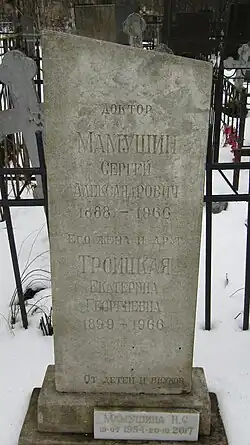 ДОКТОР
МАМУШИН
СЕРГЕЙ
АЛЕКСАНДРОВИЧ
1888 – 1966
ЕГО ЖЕНА И ДРУГ
ТРОИЦКАЯ
ЕКАТЕРИНА
ГЕОРГИЕВНА
1899 – 1966
ОТ ДЕТЕЙ И ВНУКОВ
МАМУШИНА Н.С.